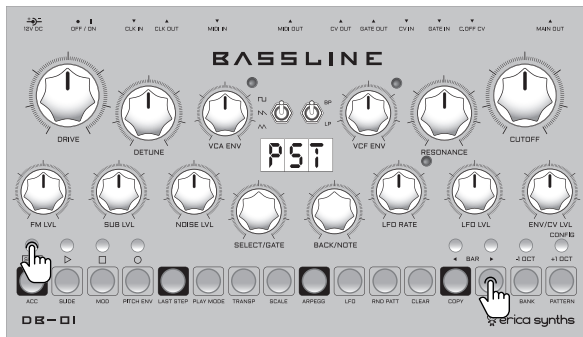 12V DC OFF / ON CLK IN CLK OUT MIDI IN MIDI OUT CV OUT GATE OUT CV IN GATE IN C.OFF CV MAIN OUT
BASSLINE
BP
LP
DRIVE DETUNE VCA ENV VCF ENV RESONANCE CUTOFF
PST
FM LVL SUB LVL NOISE LVL SELECT/GATE BACK/NOTE LFO RATE LFO LVL ENV/CV LVL
CONFIG
BAR -1 OCT +1 OCT
ACC SLIDE MOD PITCH ENV LAST STEP PLAY MODE TRANSP SCALE ARPEGG LFO RND PATT CLEAR COPY BANK PATTERN
DB-01 erica synths